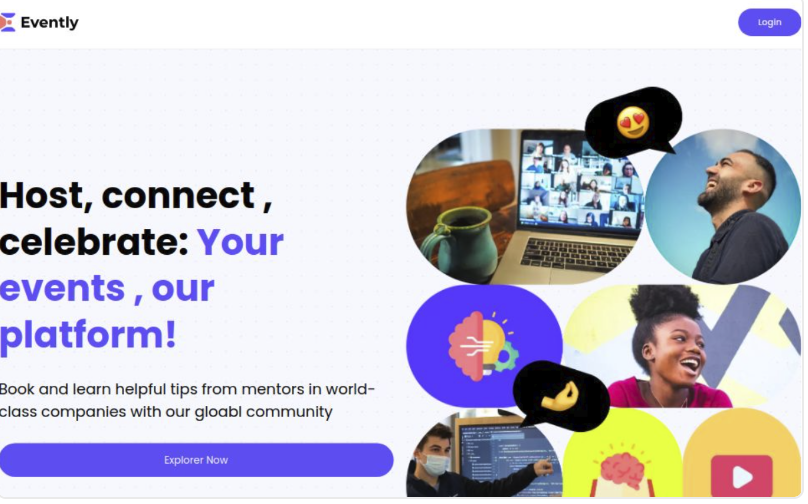 Evently
Login
Host, connect ,
celebrate: Your
events , our
platform!
Book and learn helpful tips from mentors in world-
class companies with our gloabl community
Explorer Now